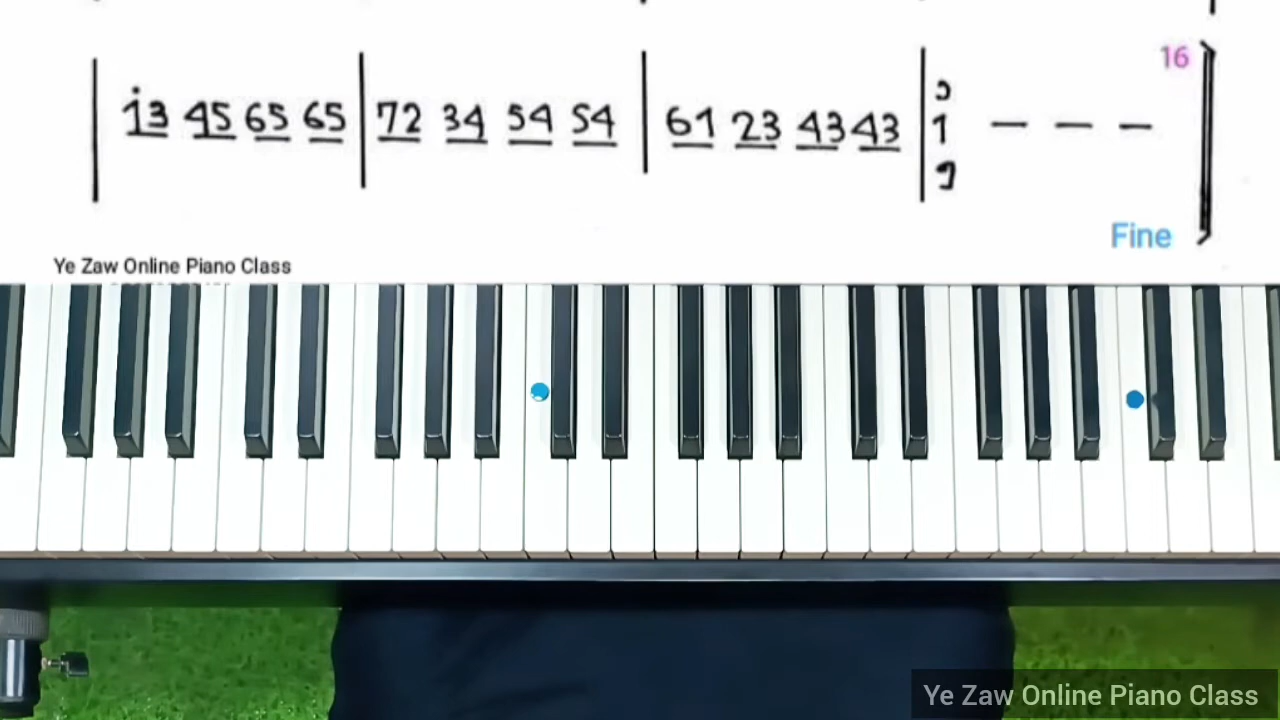 16
| 1̇3 45 65 65 | 72 34 54 54 | 61 23 43 43 | 1 — — —
Fine
Ye Zaw Online Piano Class
Ye Zaw Online Piano Class